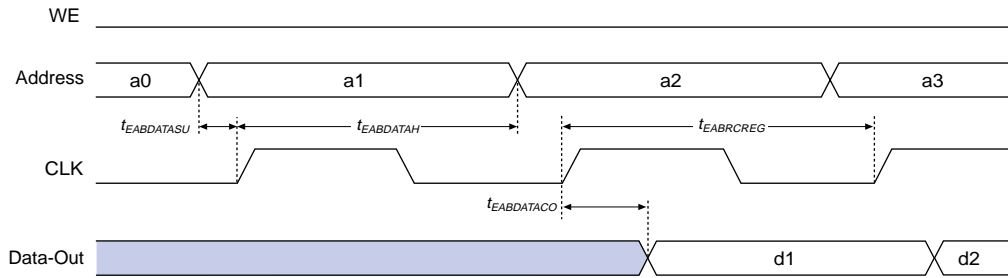 WE
Address a0 a1 a2 a3
tEABDATASU tEABDATAH tEABRCREG
CLK
tEABDATACO
Data-Out d1 d2